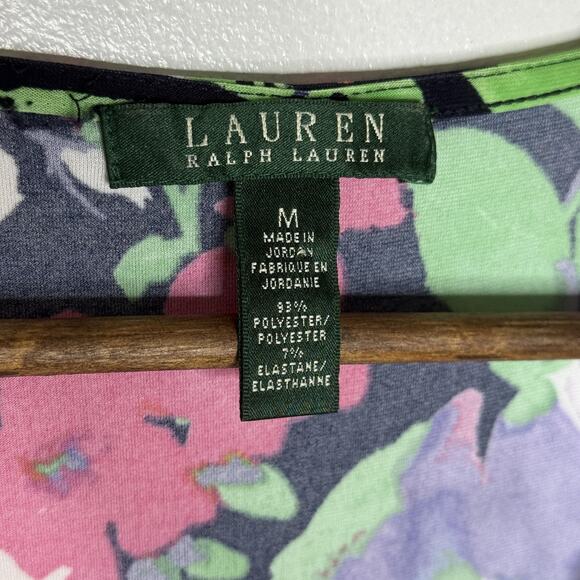 LAUREN
RALPH LAUREN
M
MADE IN
JORDAN
FABRIQUE EN
JORDANIE
93%
POLYESTER/
POLYESTER
7%
ELASTANE/
ELASTHANNE